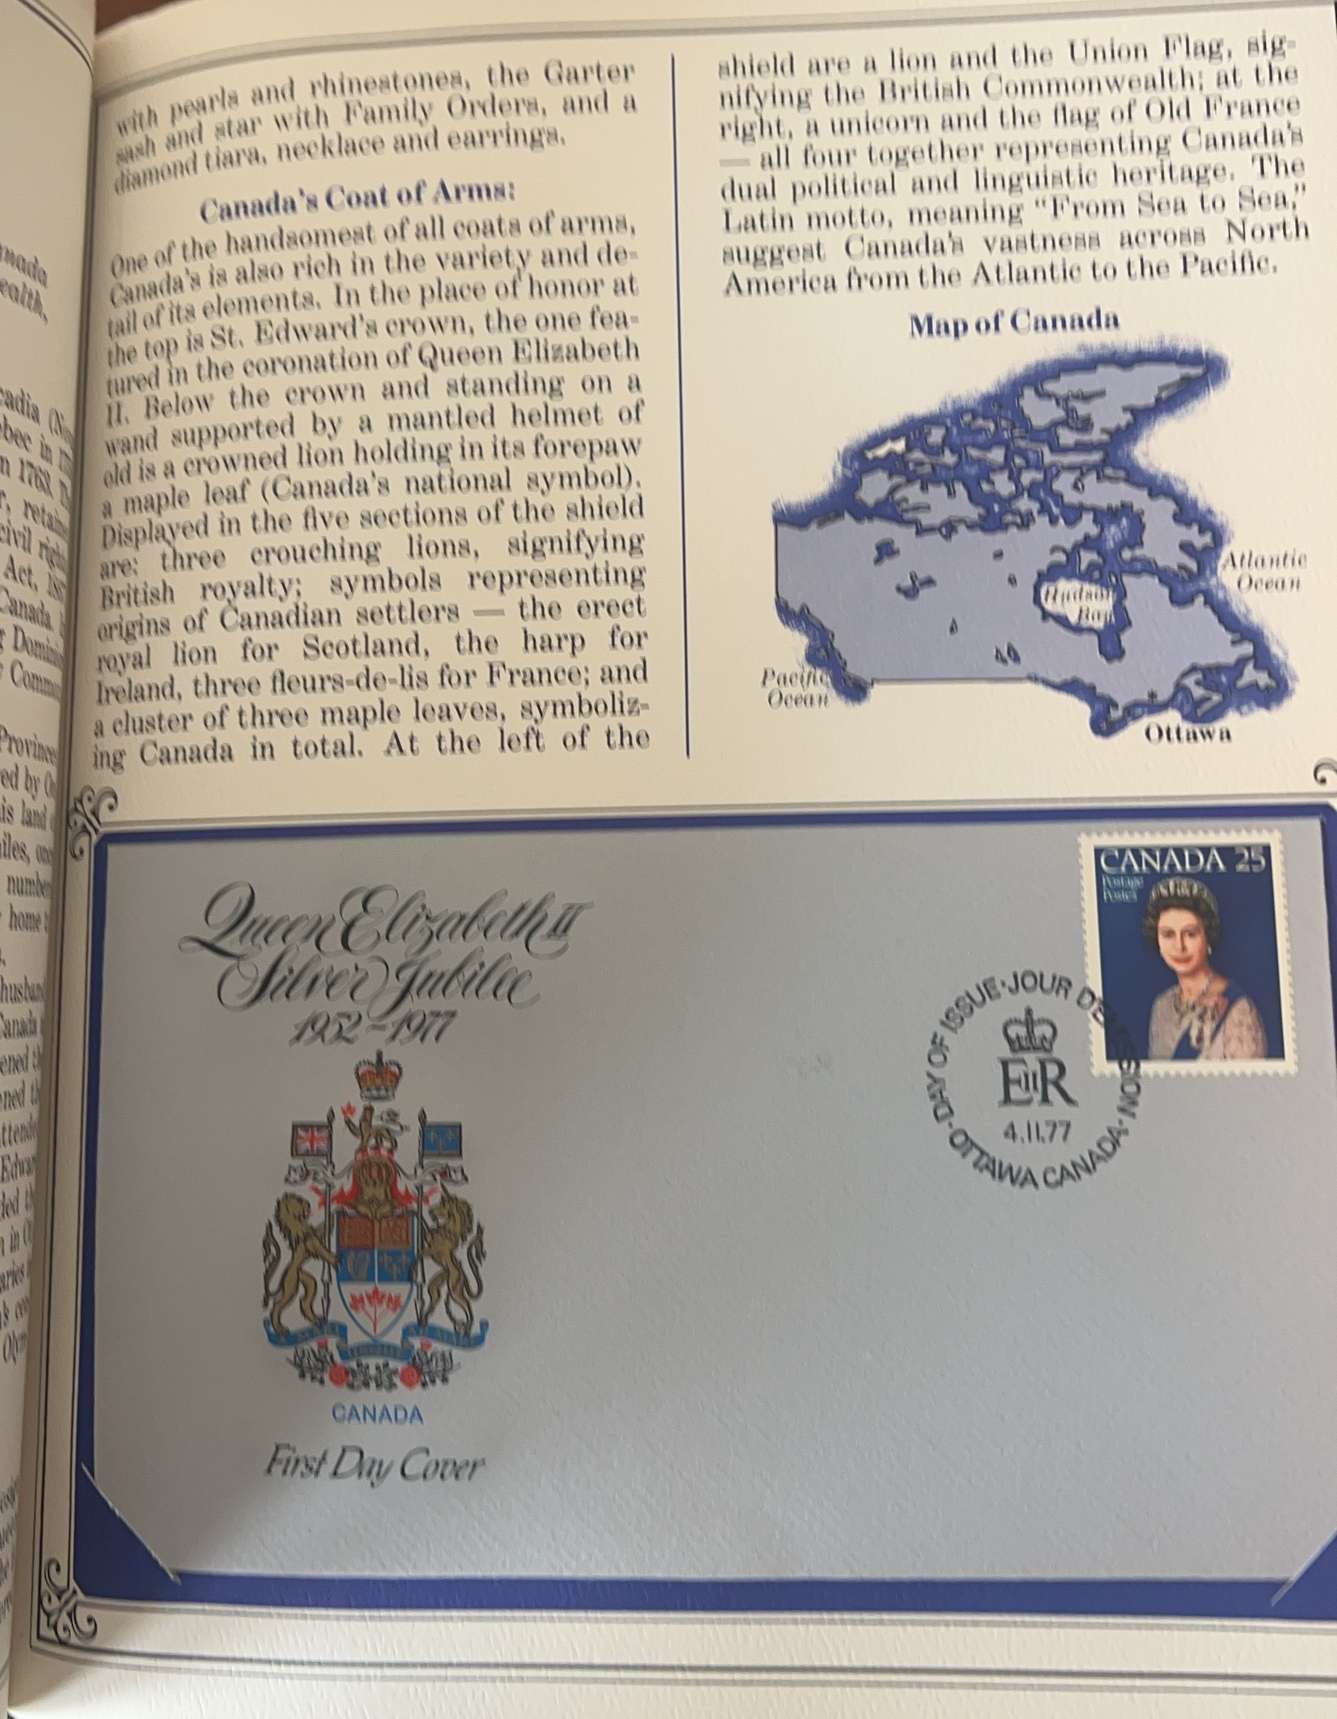 with pearls and rhinestones, the Garter
sash and star with Family Orders, and a
diamond tiara, necklace and earrings.
Canada's Coat of Arms:
One of the handsomest of all coats of arms,
Canada's is also rich in the variety and de-
tail of its elements. In the place of honor at
the top is St. Edward's crown, the one fea-
tured in the coronation of Queen Elizabeth
II. Below the crown and standing on a
wand supported by a mantled helmet of
old is a crowned lion holding in its forepaw
a maple leaf (Canada's national symbol).
Displayed in the five sections of the shield
are: three crouching lions, signifying
British royalty; symbols representing
origins of Canadian settlers — the erect
royal lion for Scotland, the harp for
Ireland, three fleurs-de-lis for France; and
a cluster of three maple leaves, symboliz-
ing Canada in total. At the left of the
shield are a lion and the Union Flag, sig-
nifying the British Commonwealth; at the
right, a unicorn and the flag of Old France
— all four together representing Canada's
dual political and linguistic heritage. The
Latin motto, meaning "From Sea to Sea,"
suggest Canada's vastness across North
America from the Atlantic to the Pacific.
Map of Canada
Atlantic
Ocean
Hudson
Bay
Pacific
Ocean
Ottawa
CANADA 25
Postage
Postes
Queen Elizabeth II
Silver Jubilee
1952-1977
DAY OF ISSUE·JOUR D'EMISSION·
OTTAWA CANADA·
EIIR
4.II.77
CANADA
First Day Cover